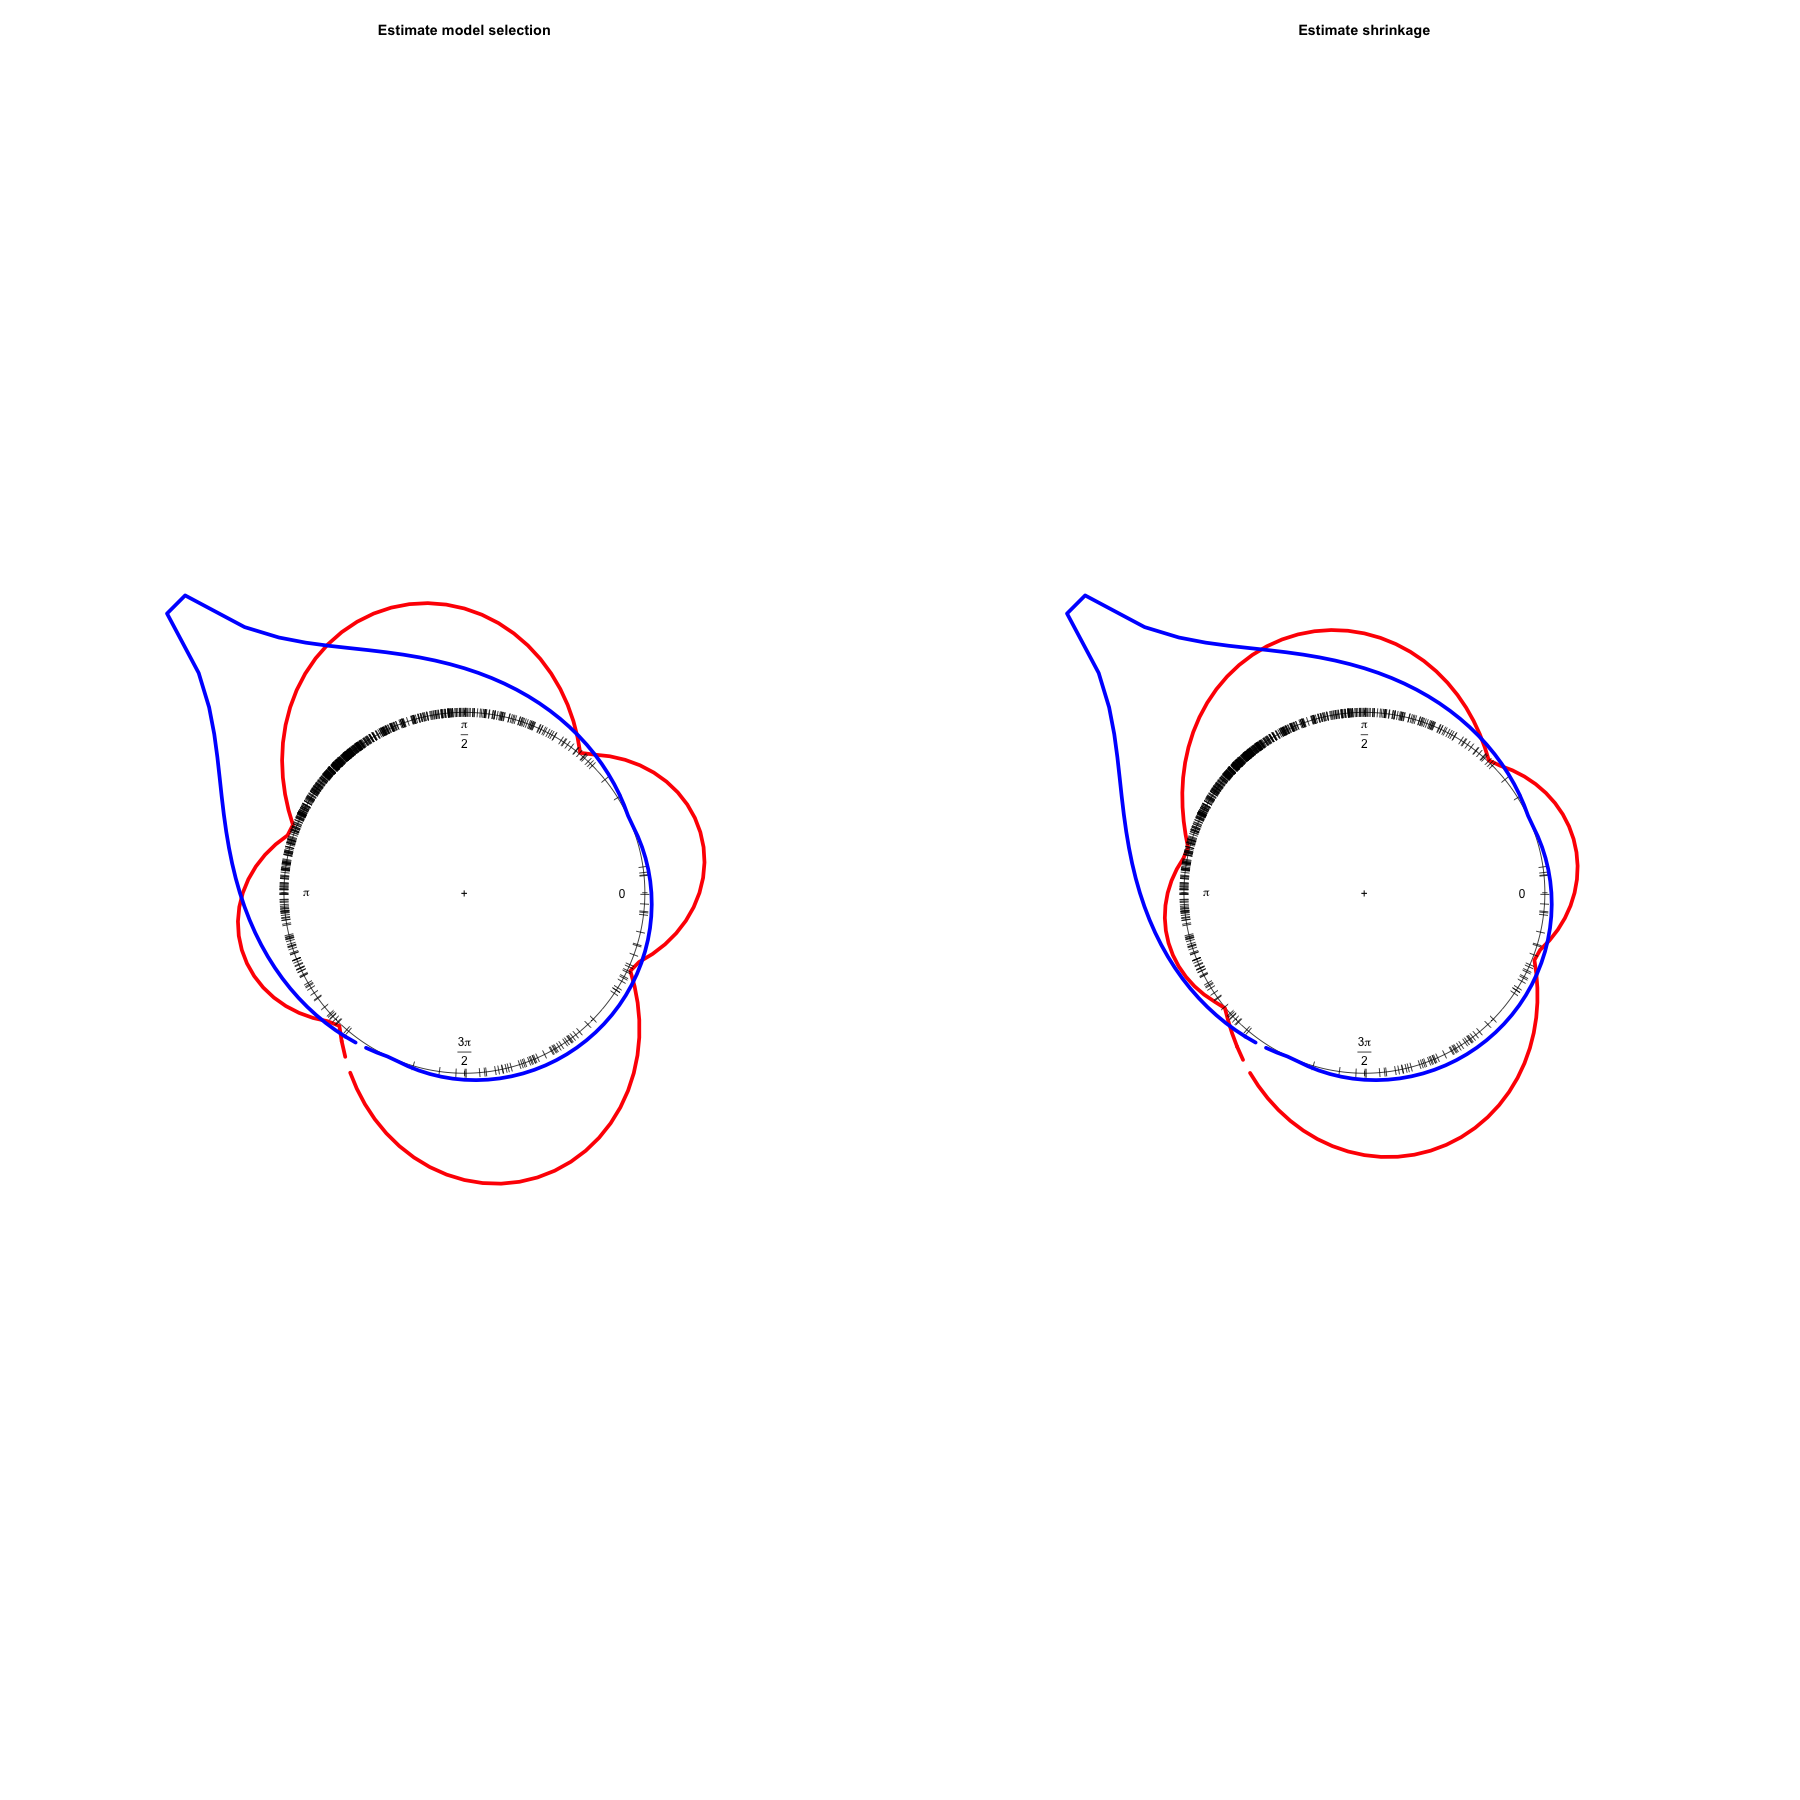 Estimate model selection
Estimate shrinkage
π
2
π
+
0
3π
2
π
2
π
+
0
3π
2